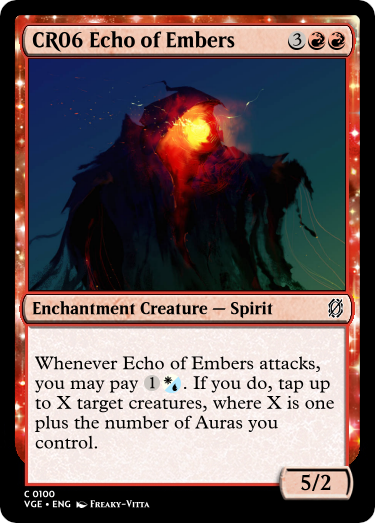 CR06 Echo of Embers 3
Enchantment Creature — Spirit
Whenever Echo of Embers attacks,
you may pay 1 . If you do, tap up
to X target creatures, where X is one
plus the number of Auras you
control.
5/2
C 0100
VGE • ENG Freaky-Vitta